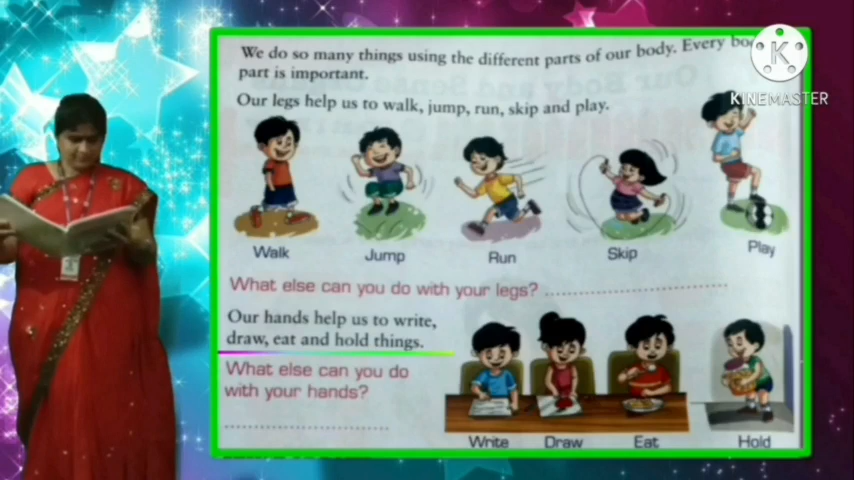 We do so many things using the different parts of our body. Every
part is important.
Our legs help us to walk, jump, run, skip and play.
Walk
Jump
Run
Skip
Play
What else can you do with your legs? ........................
Our hands help us to write,
draw, eat and hold things.
What else can you do
with your hands?
........................
Write
Draw
Eat
Hold
KINEMASTER